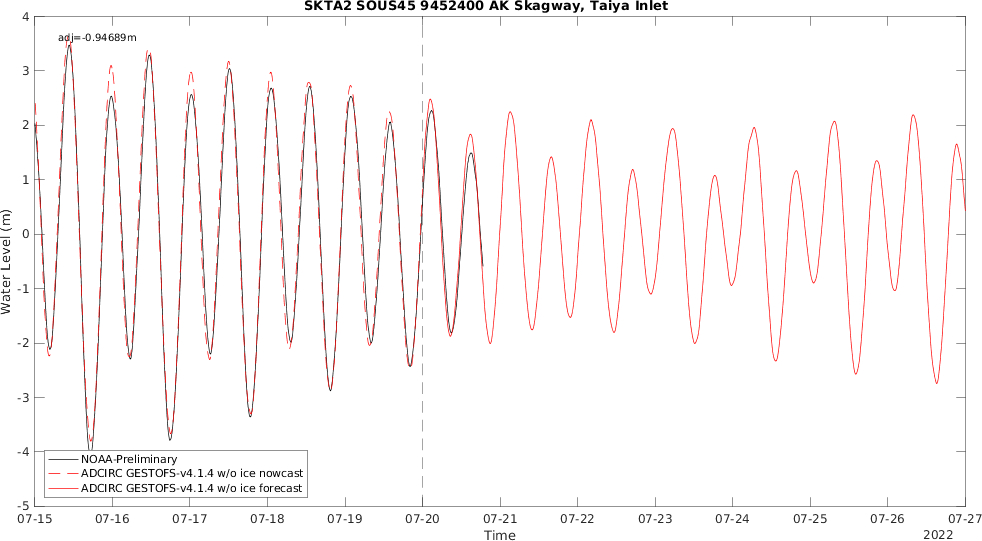 SKTA2 SOUS45 9452400 AK Skagway, Taiya Inlet
adj=-0.94689m
4
3
2
1
0
-1
-2
-3
-4
-5
Water Level (m)
NOAA-Preliminary
ADCIRC GESTOFS-v4.1.4 w/o ice nowcast
ADCIRC GESTOFS-v4.1.4 w/o ice forecast
07-15 07-16 07-17 07-18 07-19 07-20 07-21 07-22 07-23 07-24 07-25 07-26 07-27
Time
2022